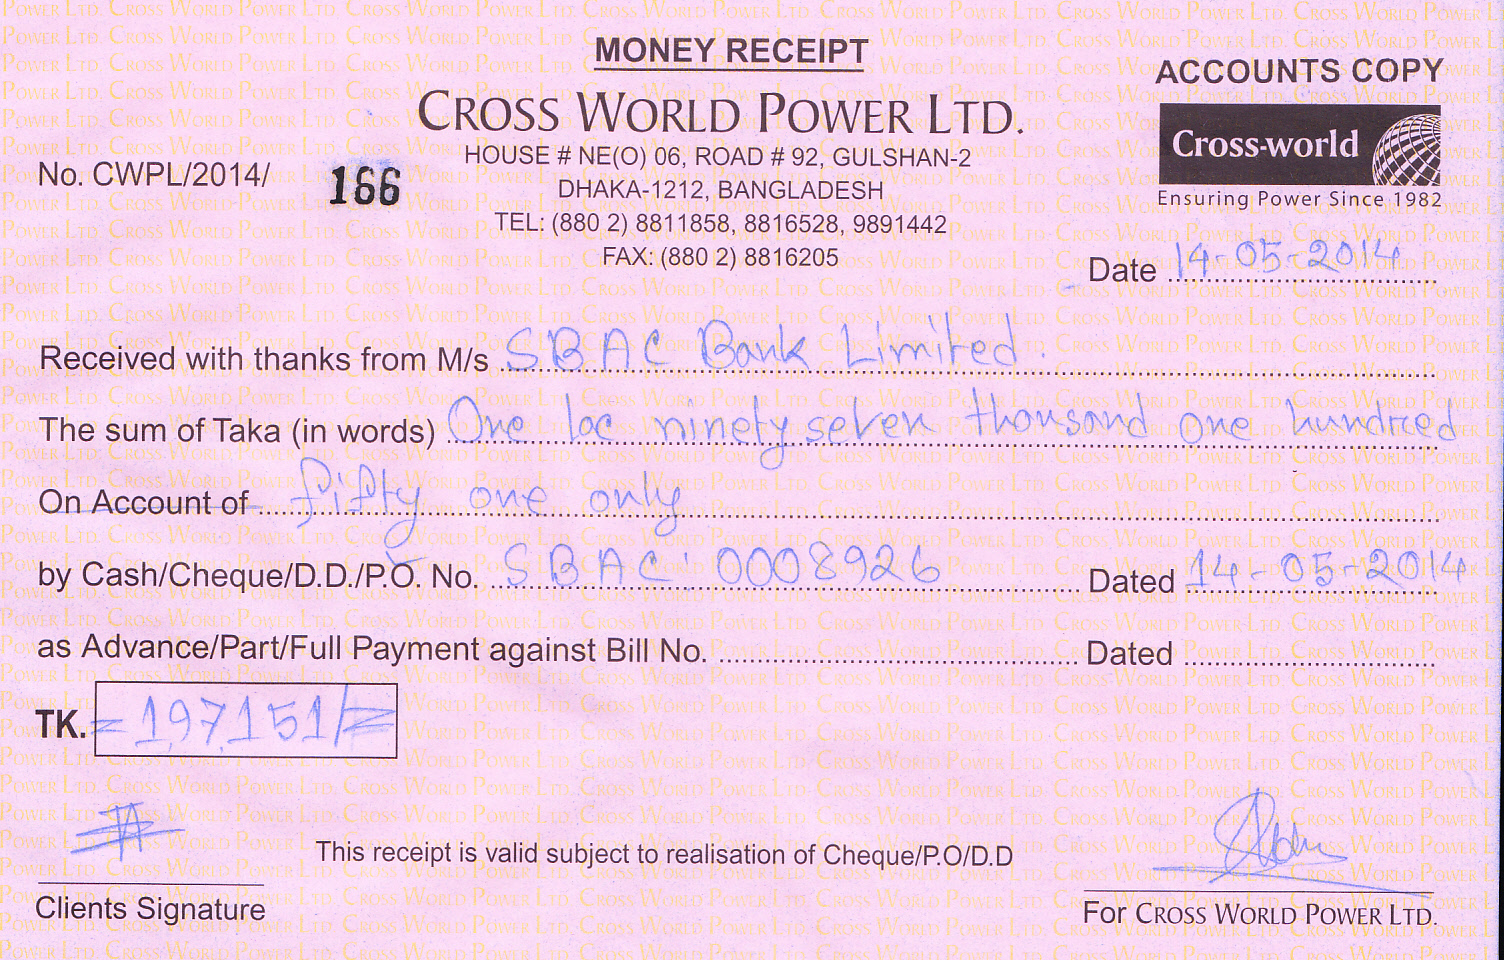 MONEY RECEIPT
ACCOUNTS COPY
CROSS WORLD POWER LTD.
Cross-world
Ensuring Power Since 1982
HOUSE # NE(O) 06, ROAD # 92, GULSHAN-2
No. CWPL/2014/ 166
DHAKA-1212, BANGLADESH
TEL: (880 2) 8811858, 8816528, 9891442
FAX: (880 2) 8816205
Date 14-05-2014
Received with thanks from M/s SBAC Bank Limited.
The sum of Taka (in words) One lac ninety seven thousand one hundred
On Account of fifty one only
by Cash/Cheque/D.D./P.O. No. SBAC: 0008926 Dated 14-05-2014
as Advance/Part/Full Payment against Bill No. Dated
TK. =197,151/=
This receipt is valid subject to realisation of Cheque/P.O/D.D
Clients Signature
For CROSS WORLD POWER LTD.